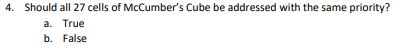 4. Should all 27 cells of McCumber's Cube be addressed with the same priority?
a. True
b. False